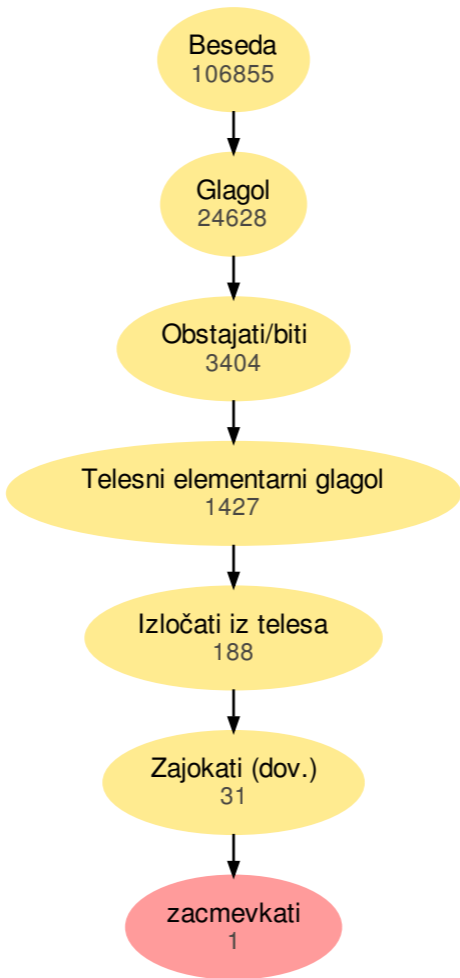 Beseda
106855
Glagol
24628
Obstajati/biti
3404
Telesni elementarni glagol
1427
Izločati iz telesa
188
Zajokati (dov.)
31
zacmevkati
1